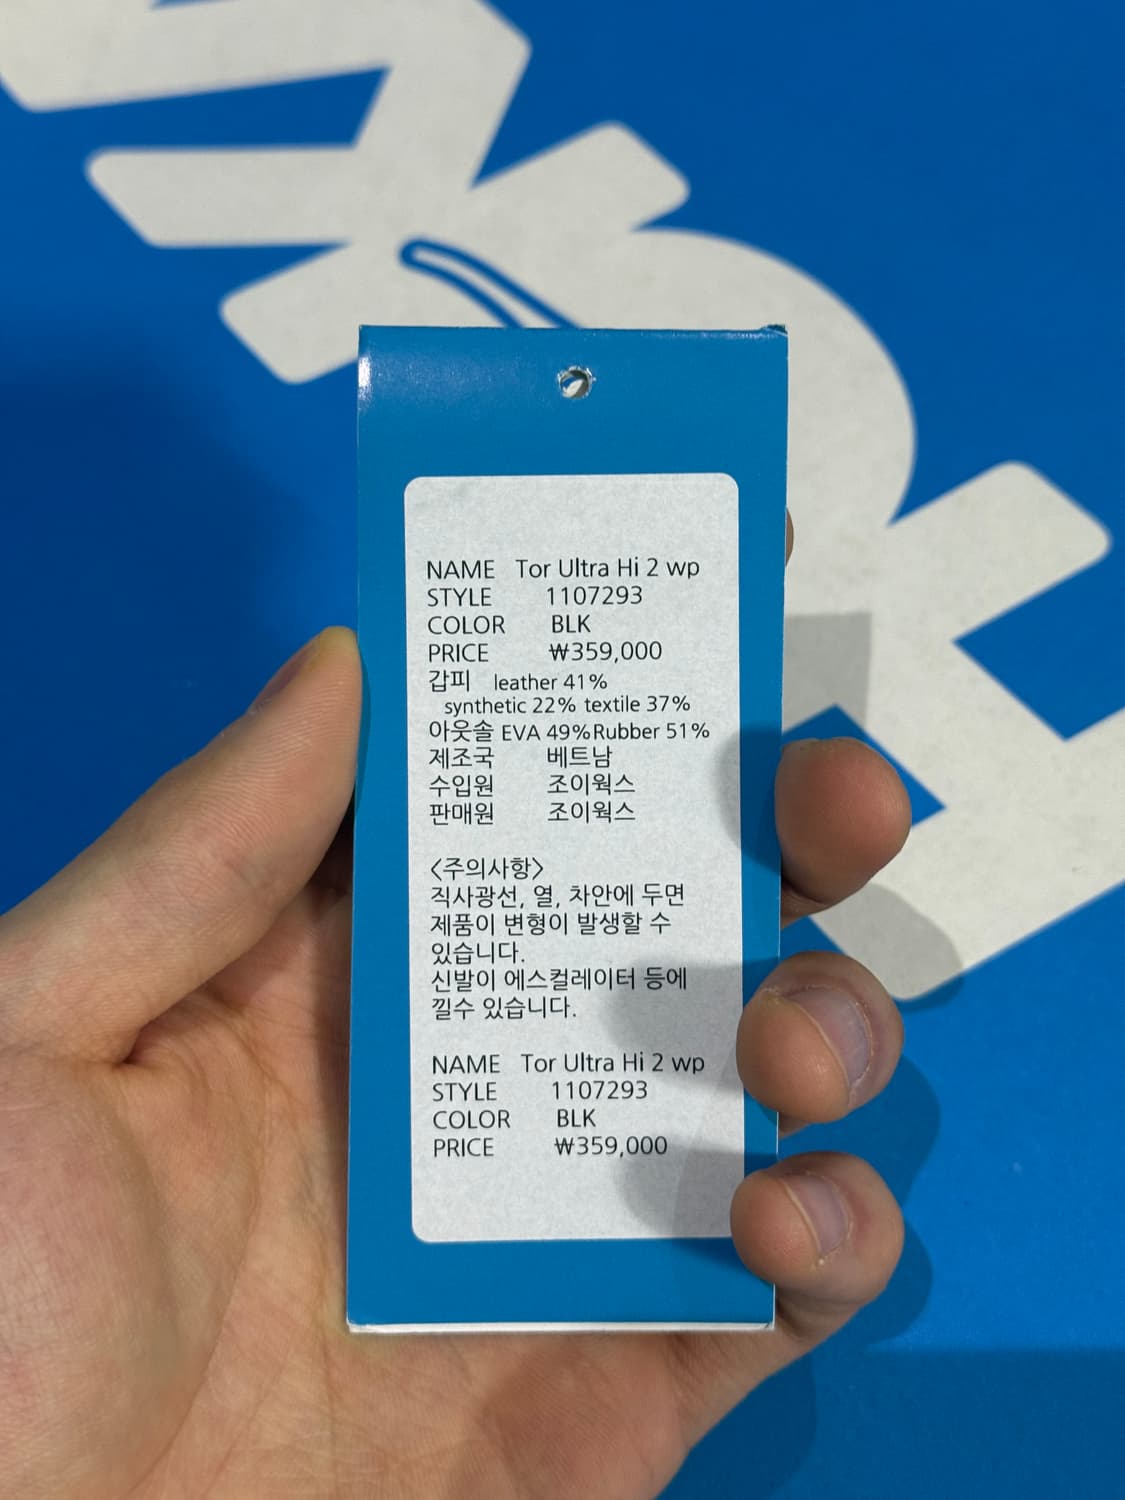 NAME Tor Ultra Hi 2 wp
STYLE 1107293
COLOR BLK
PRICE ₩359,000
갑피 leather 41%
synthetic 22% textile 37%
아웃솔 EVA 49%Rubber 51%
제조국 베트남
수입원 조이웍스
판매원 조이웍스
<주의사항>
직사광선, 열, 차안에 두면
제품이 변형이 발생할 수
있습니다.
신발이 에스컬레이터 등에
낄수 있습니다.
NAME Tor Ultra Hi 2 wp
STYLE 1107293
COLOR BLK
PRICE ₩359,000